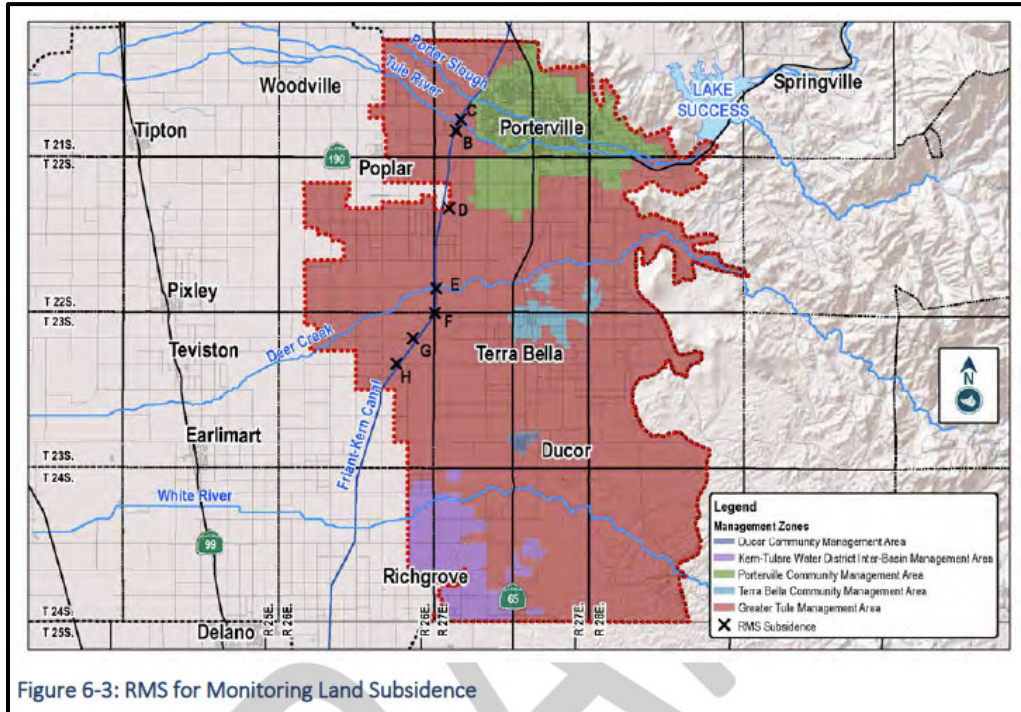 Porter Slough
Tule River
Woodville
LAKE
SUCCESS
Springville
Tipton
C
B
Porterville
T 21S.
T 22S.
190
Poplar
D
Pixley
E
T 22S.
T 23S.
F
Deer Creek
G
Teviston
Terra Bella
H
N
Friant-Kern Canal
Earlimart
Ducor
T 23S.
T 24S.
White River
99
Richgrove
65
T 24S.
T 25S.
Delano
R 25E.
R 26E.
R 26E.
R 27E.
R 27E.
R 28E.
Legend
Management Zones
Ducor Community Management Area
Kern-Tulare Water District Inter-Basin Management Area
Porterville Community Management Area
Terra Bella Community Management Area
Greater Tule Management Area
RMS Subsidence
Figure 6-3: RMS for Monitoring Land Subsidence